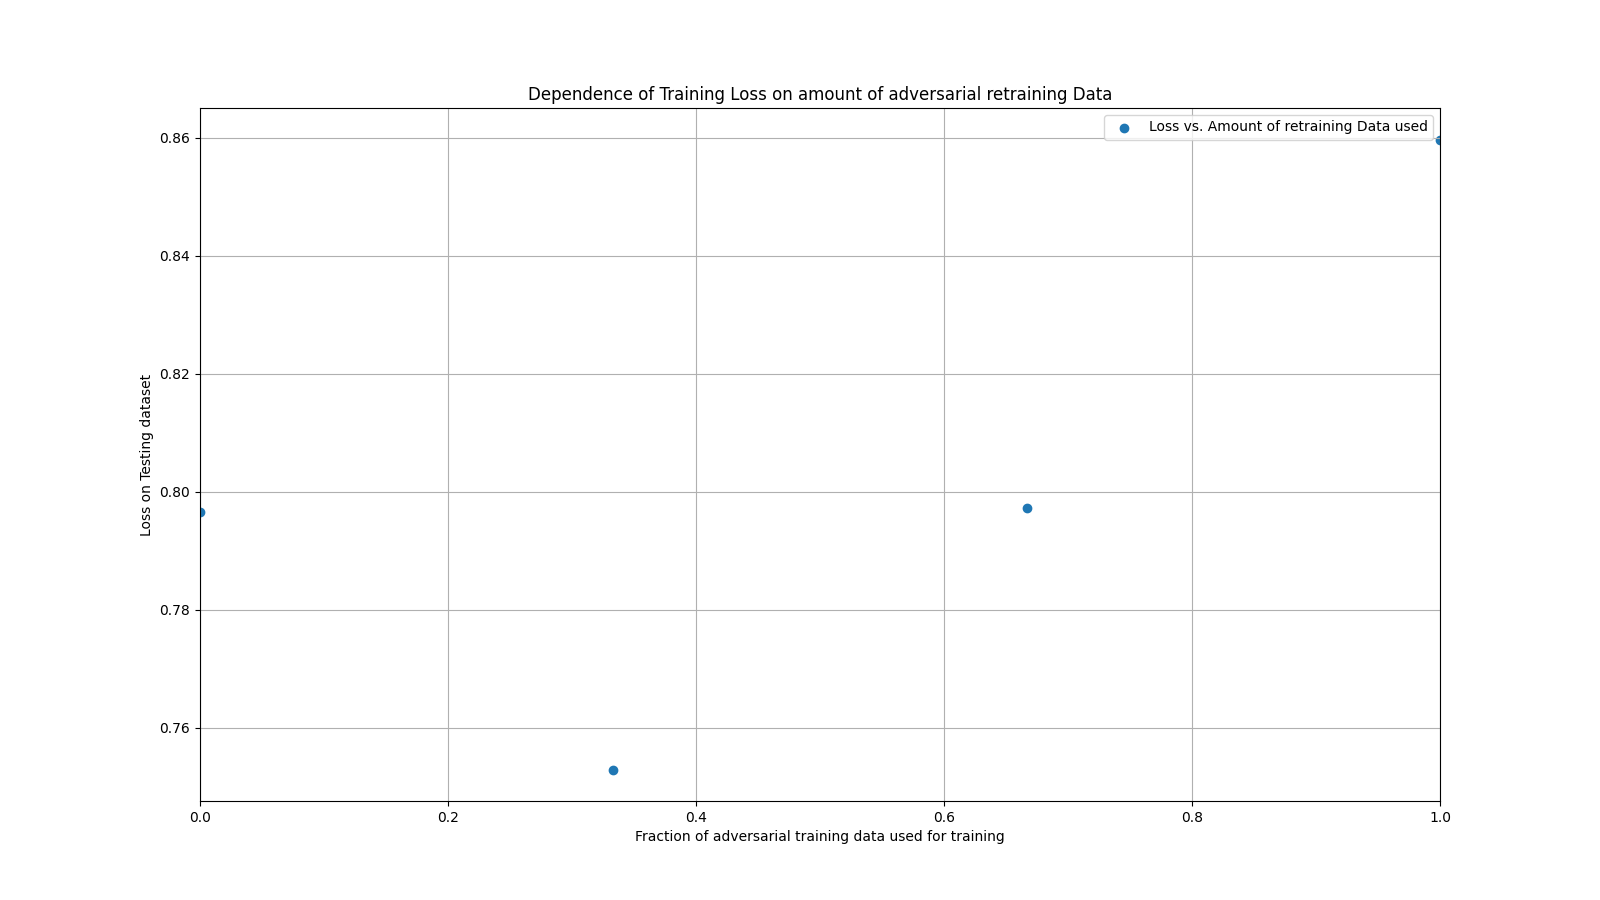 Dependence of Training Loss on amount of adversarial retraining Data
Loss vs. Amount of retraining Data used
0.86
0.84
0.82
0.80
0.78
0.76
Loss on Testing dataset
0.0 0.2 0.4 0.6 0.8 1.0
Fraction of adversarial training data used for training